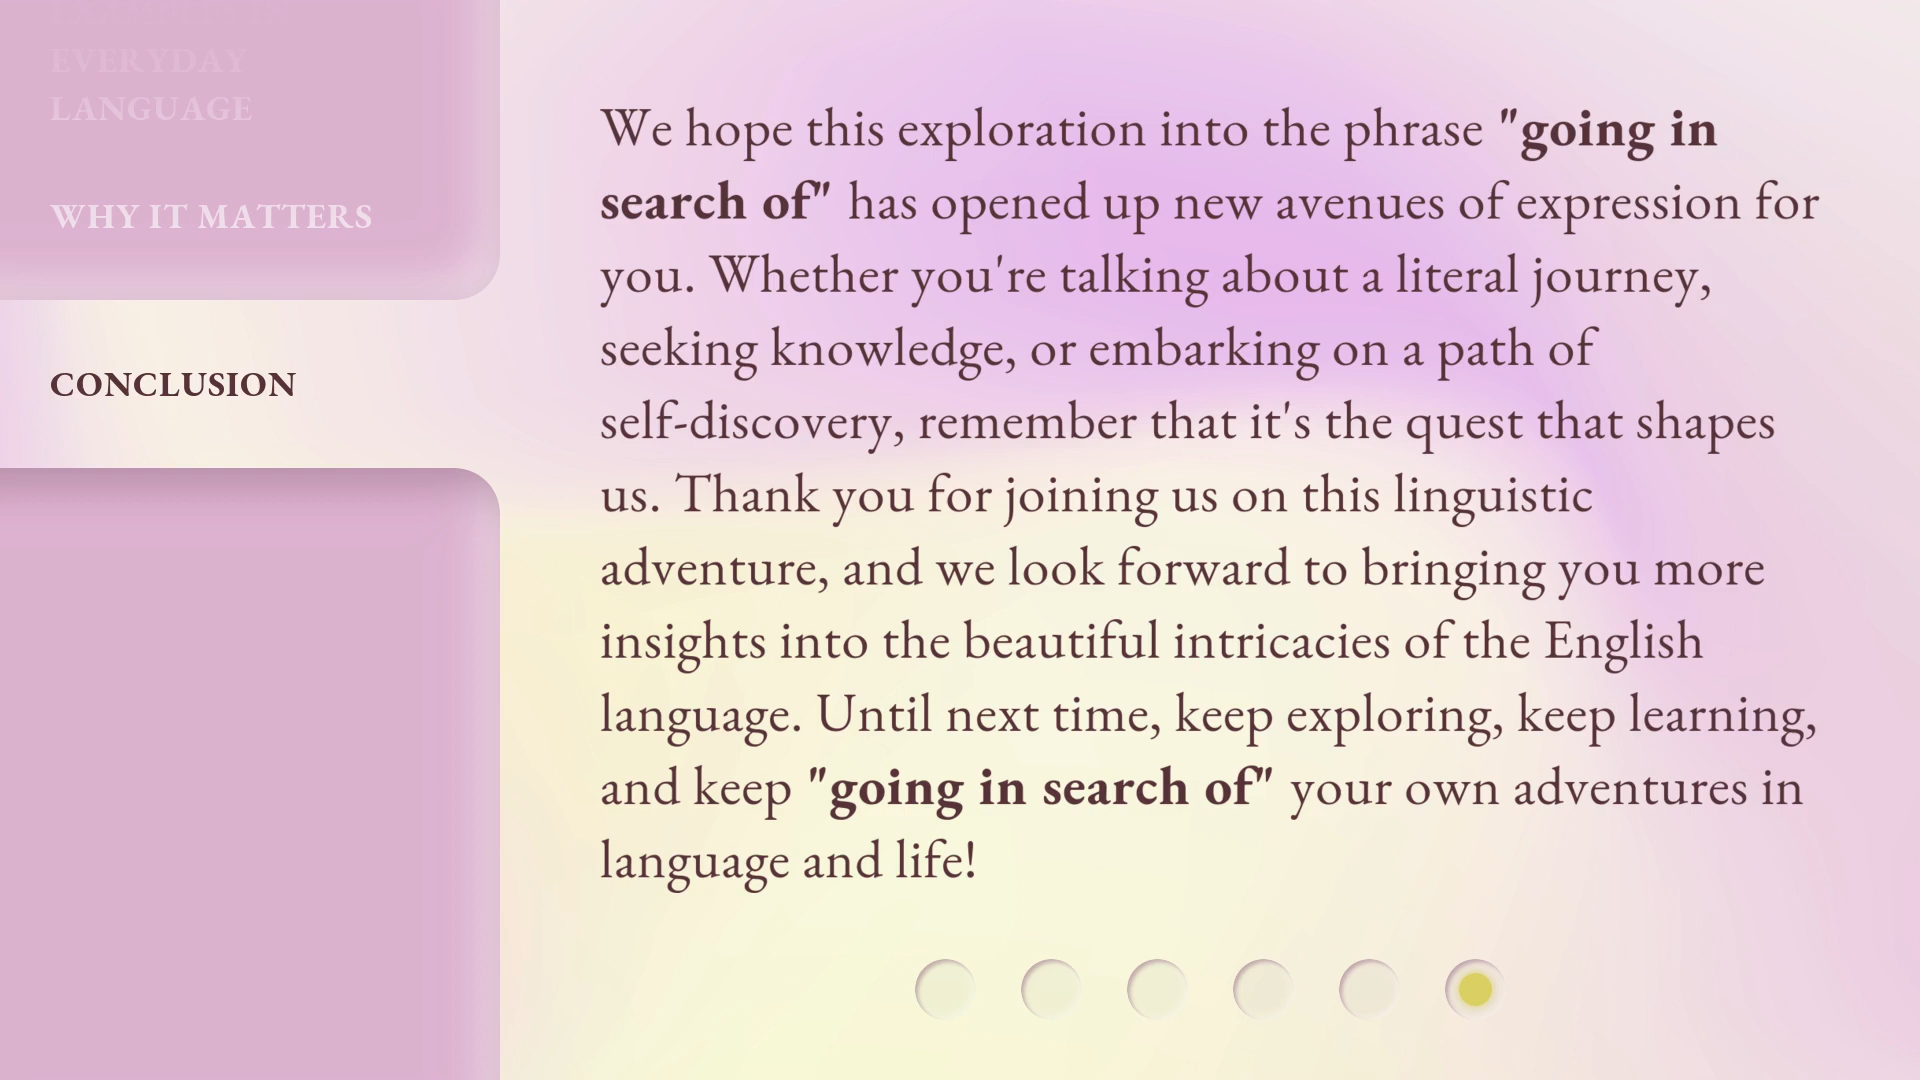 EVERYDAY
LANGUAGE
WHY IT MATTERS
CONCLUSION
We hope this exploration into the phrase "going in
search of" has opened up new avenues of expression for
you. Whether you're talking about a literal journey,
seeking knowledge, or embarking on a path of
self-discovery, remember that it's the quest that shapes
us. Thank you for joining us on this linguistic
adventure, and we look forward to bringing you more
insights into the beautiful intricacies of the English
language. Until next time, keep exploring, keep learning,
and keep "going in search of" your own adventures in
language and life!